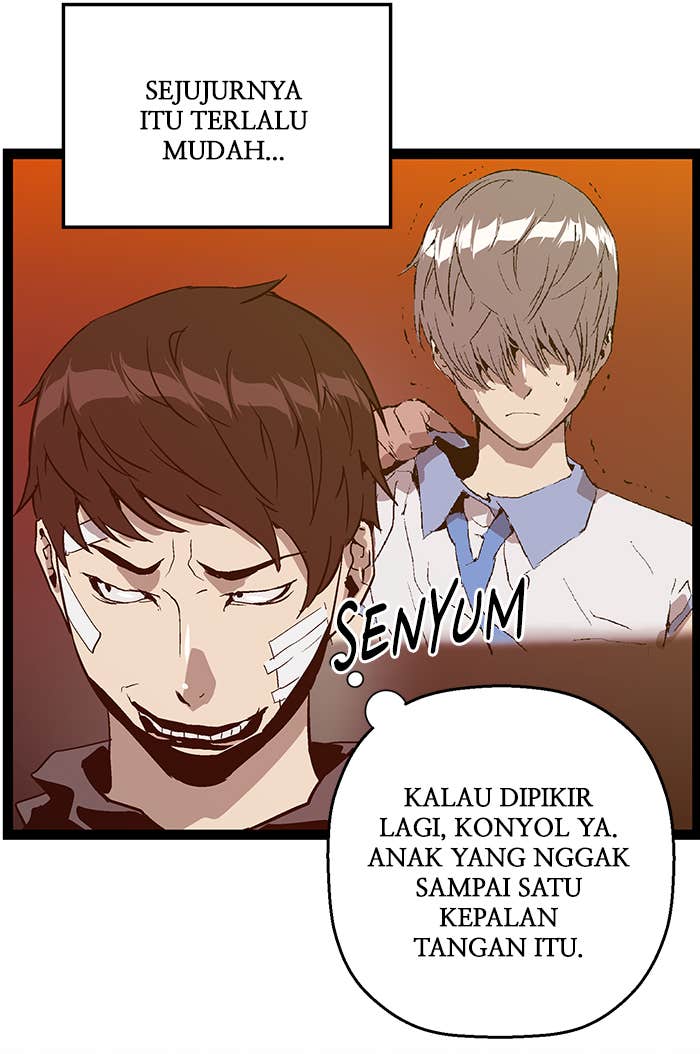 SEJUJURNYA
ITU TERLALU
MUDAH...
SENYUM
KALAU DIPIKIR
LAGI, KONYOL YA.
ANAK YANG NGGAK
SAMPAI SATU
KEPALAN
TANGAN ITU.